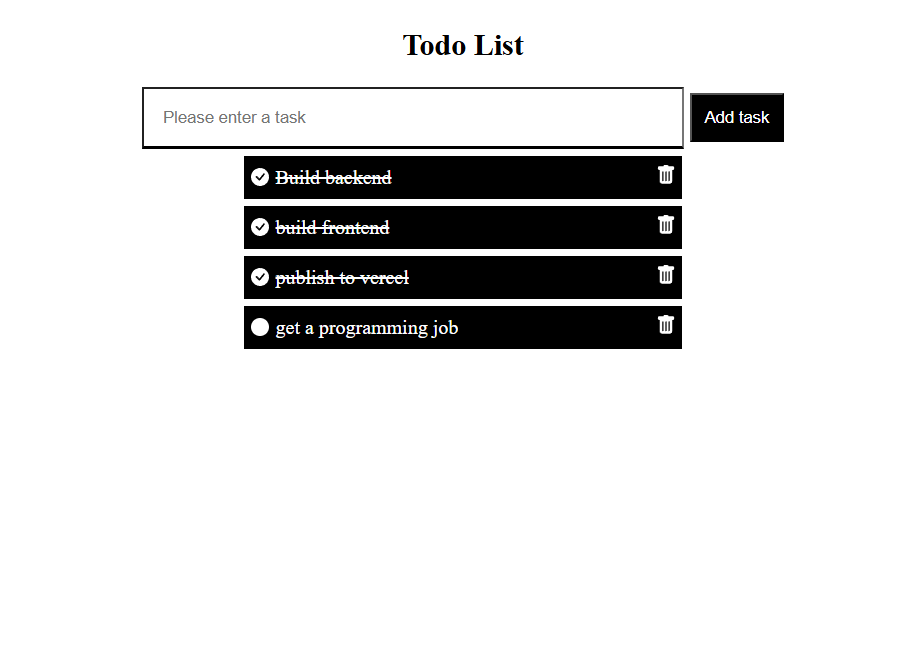 Todo List
Please enter a task
Add task
Build backend
build frontend
publish to vercel
get a programming job